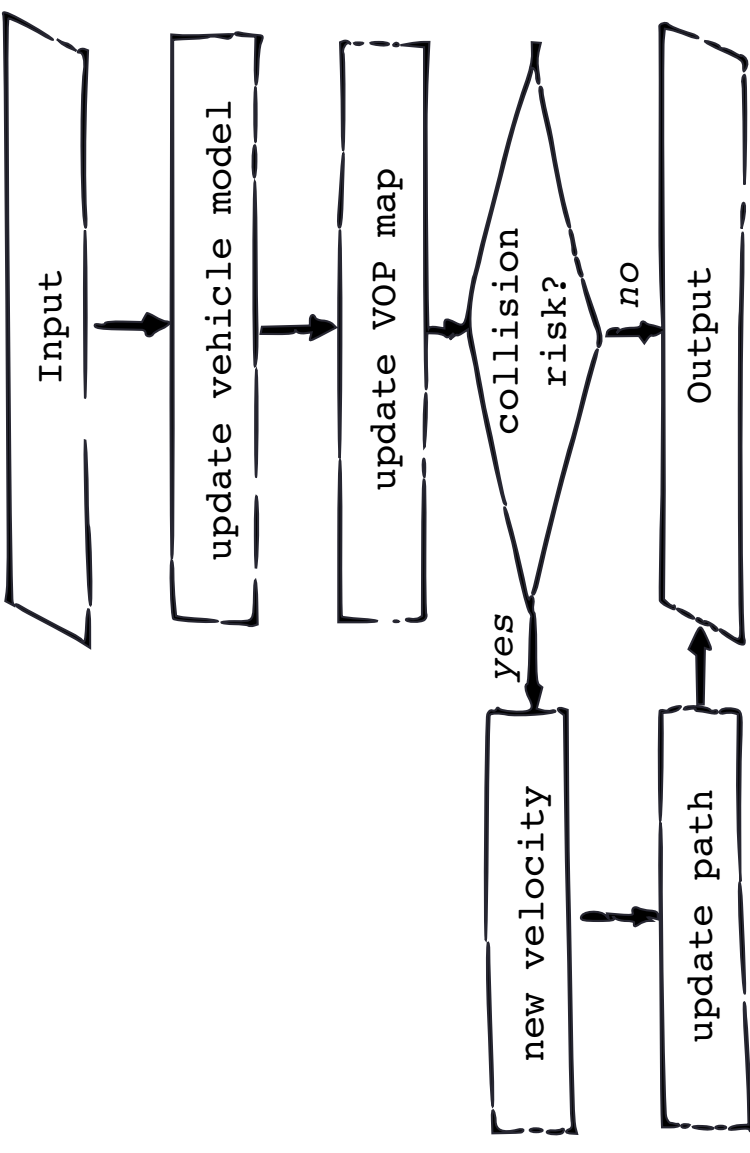 Input
update vehicle model
update VOP map
collision
risk?
yes
no
new velocity
update path
Output